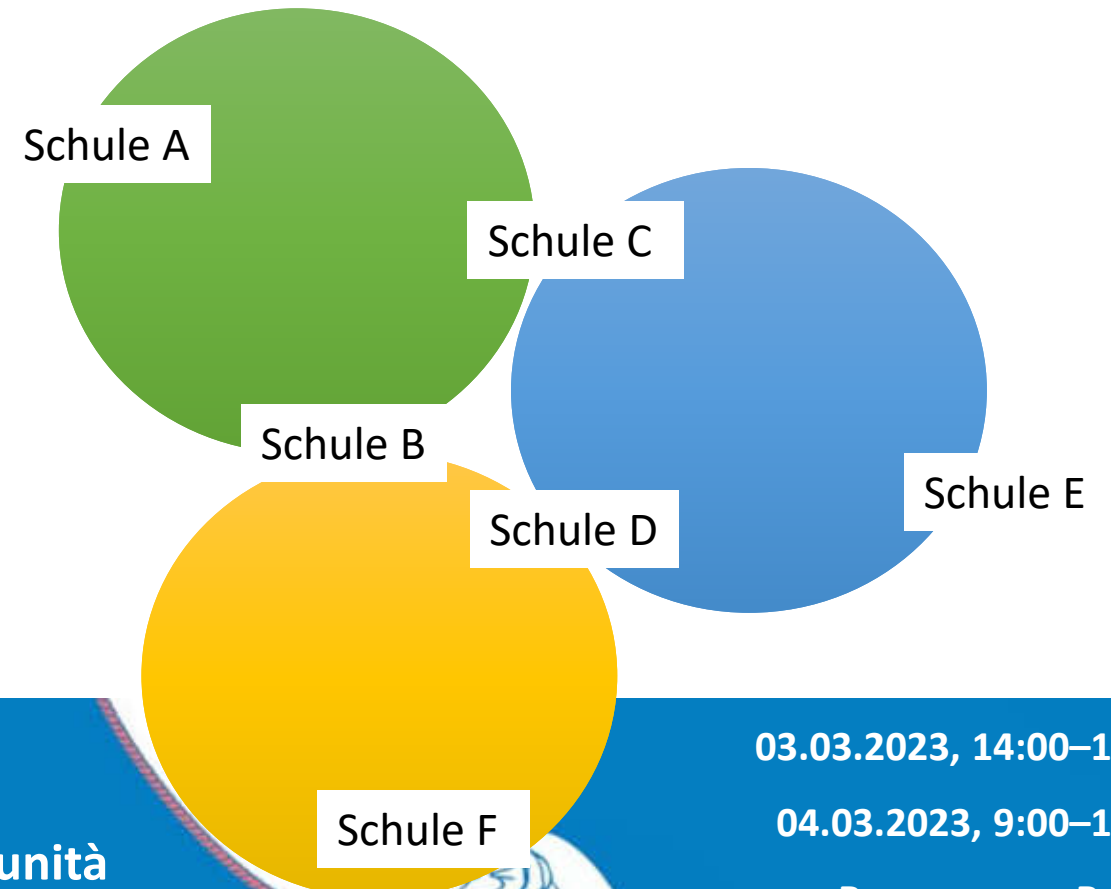 Schule A
Schule C
Schule B
Schule E
Schule D
03.03.2023, 14:00–1
04.03.2023, 9:00–1
Schule F
unità